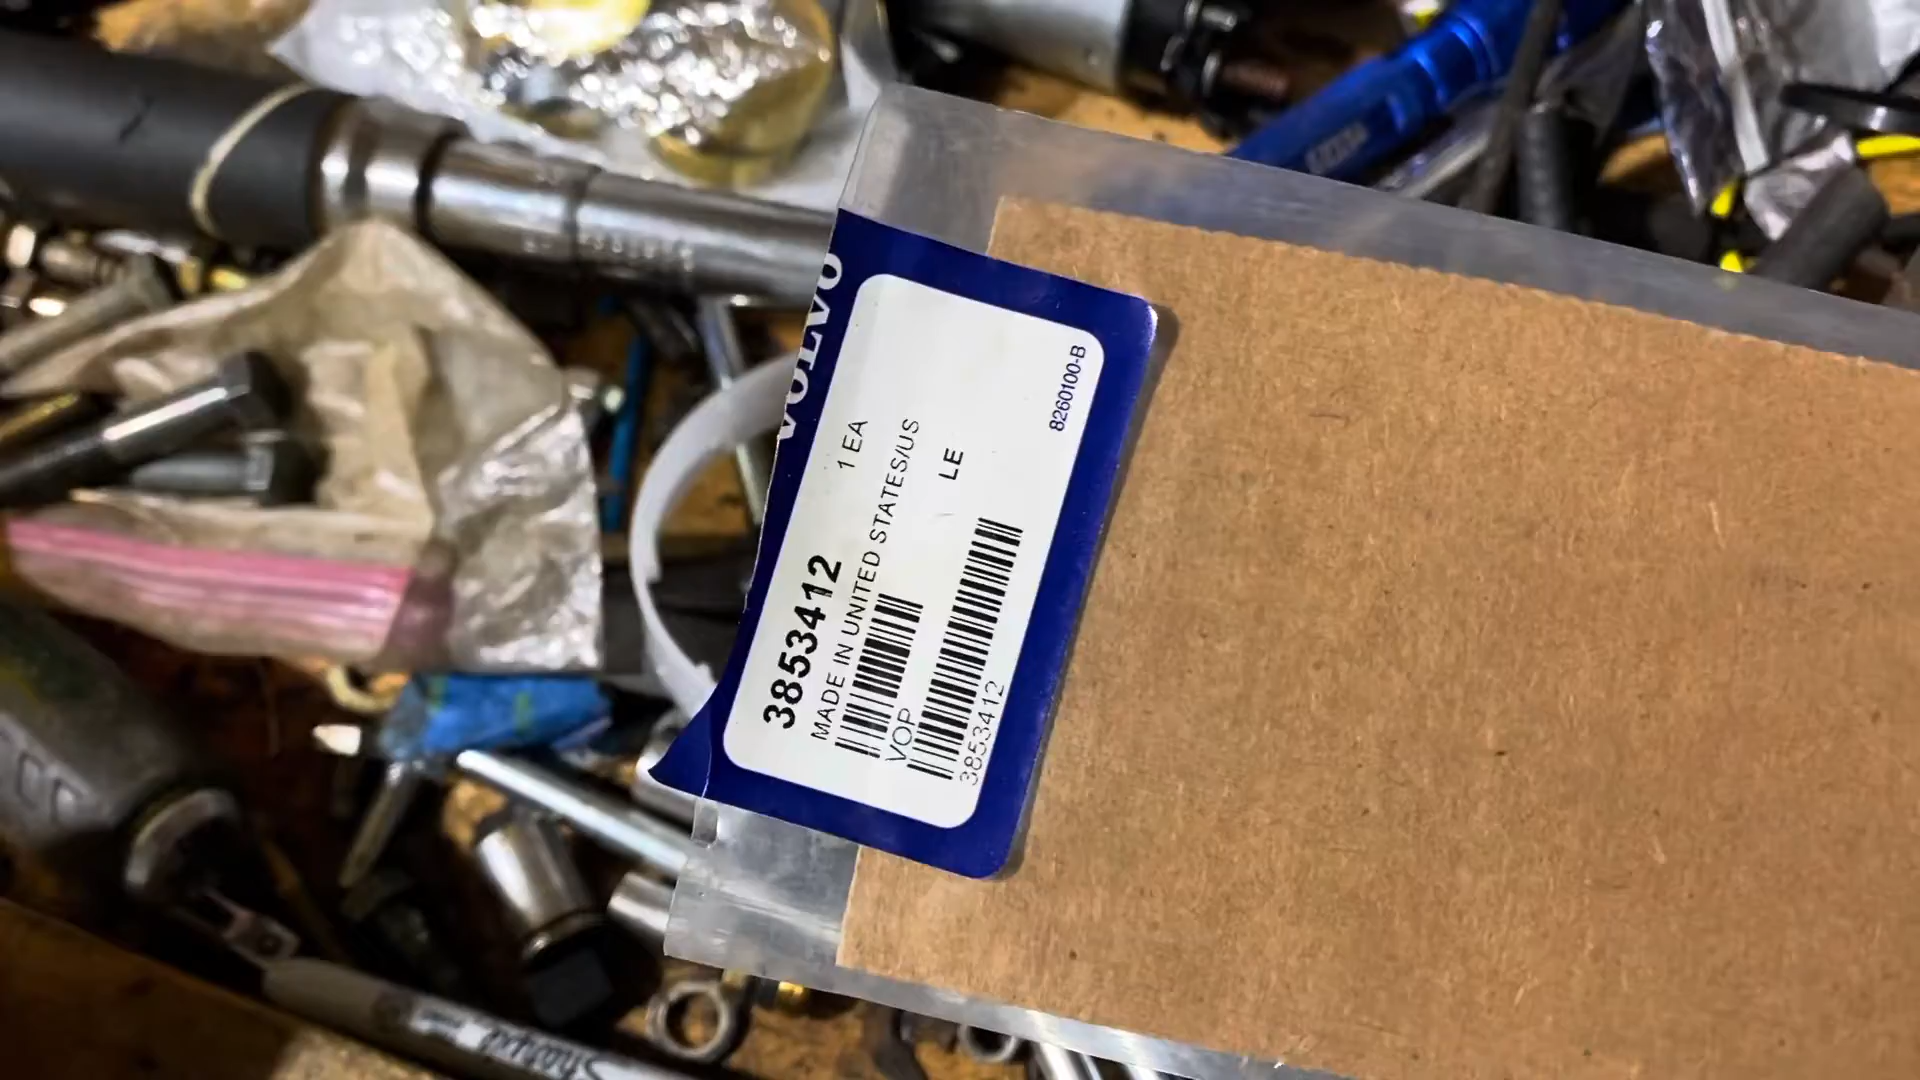 VOLVO
3853412
1 EA
MADE IN UNITED STATES/US
VOP
LE
3853412
8260100-B
Sharpie